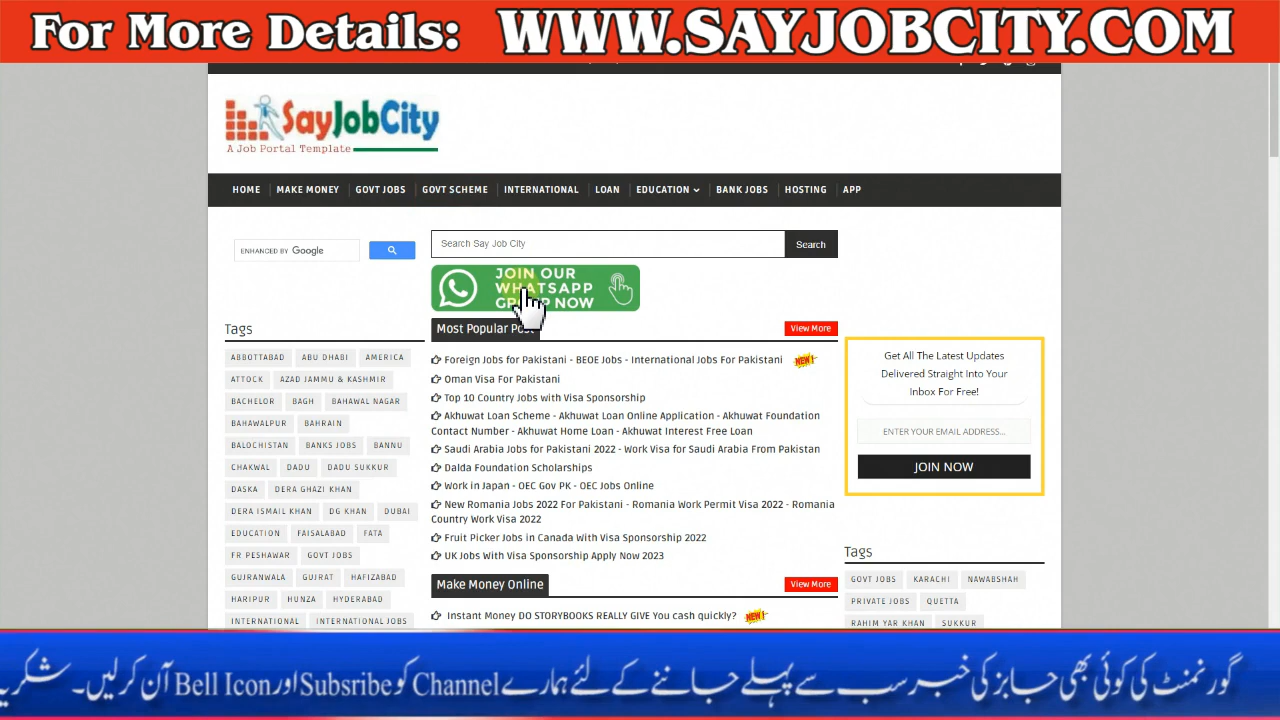 For More Details: WWW.SAYJOBCITY.COM
SayJobCity
A Job Portal Template
HOME MAKE MONEY GOVT JOBS GOVT SCHEME INTERNATIONAL LOAN EDUCATION BANK JOBS HOSTING APP
ENHANCED BY Google
Search Say Job City
Search
JOIN OUR
WHATSAPP
NOW
Tags
ABBOTTABAD ABU DHABI AMERICA
ATTOCK AZAD JAMMU & KASHMIR
BACHELOR BAGH BAHAWAL NAGAR
BAHAWALPUR BAHRAIN
BALOCHISTAN BANKS JOBS BANNU
CHAKWAL DADU DADU SUKKUR
DASKA DERA GHAZI KHAN
DERA ISMAIL KHAN DG KHAN DUBAI
EDUCATION FAISALABAD FATA
FR PESHAWAR GOVT JOBS
GUJRANWALA GUJRAT HAFIZABAD
HARIPUR HUNZA HYDERABAD
INTERNATIONAL INTERNATIONAL JOBS
Most Popular
View More
Foreign Jobs for Pakistani - BEOE Jobs - International Jobs For Pakistani NEW!
Oman Visa For Pakistani
Top 10 Country Jobs with Visa Sponsorship
Akhuwat Loan Scheme - Akhuwat Loan Online Application - Akhuwat Foundation
Contact Number - Akhuwat Home Loan - Akhuwat Interest Free Loan
Saudi Arabia Jobs for Pakistani 2022 - Work Visa for Saudi Arabia From Pakistan
Dalda Foundation Scholarships
Work in Japan - OEC Gov PK - OEC Jobs Online
New Romania Jobs 2022 For Pakistani - Romania Work Permit Visa 2022 - Romania
Country Work Visa 2022
Fruit Picker Jobs in Canada With Visa Sponsorship 2022
UK Jobs With Visa Sponsorship Apply Now 2023
Make Money Online
View More
Instant Money DO STORYBOOKS REALLY GIVE You cash quickly? NEW!
Get All The Latest Updates
Delivered Straight Into Your
Inbox For Free!
ENTER YOUR EMAIL ADDRESS...
JOIN NOW
Tags
GOVT JOBS KARACHI NAWABSHAH
PRIVATE JOBS QUETTA
RAHIM YAR KHAN SUKKUR
گورنمنٹ کی کوئی بھی جابز کی خبر سب سے پہلے جاننے کے لئے ہمارے Channel کو Subsribe اور Bell Icon آن کرلیں۔